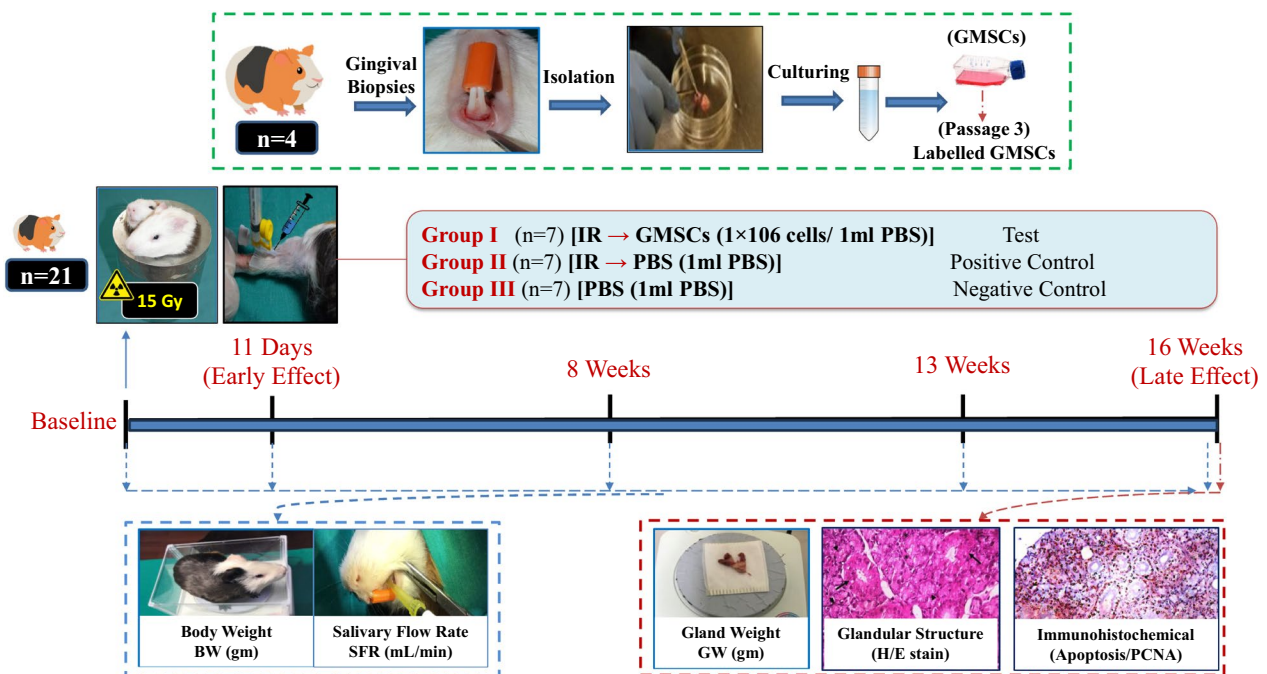 Gingival
Biopsies
Isolation
Culturing
(GMSCs)
n=4
(Passage 3)
Labelled GMSCs
n=21
15 Gy
Group I (n=7) [IR → GMSCs (1×106 cells/ 1ml PBS)] Test
Group II (n=7) [IR → PBS (1ml PBS)] Positive Control
Group III (n=7) [PBS (1ml PBS)] Negative Control
Baseline
11 Days
(Early Effect)
8 Weeks
13 Weeks
16 Weeks
(Late Effect)
Body Weight
BW (gm)
Salivary Flow Rate
SFR (mL/min)
Gland Weight
GW (gm)
Glandular Structure
(H/E stain)
Immunohistochemical
(Apoptosis/PCNA)